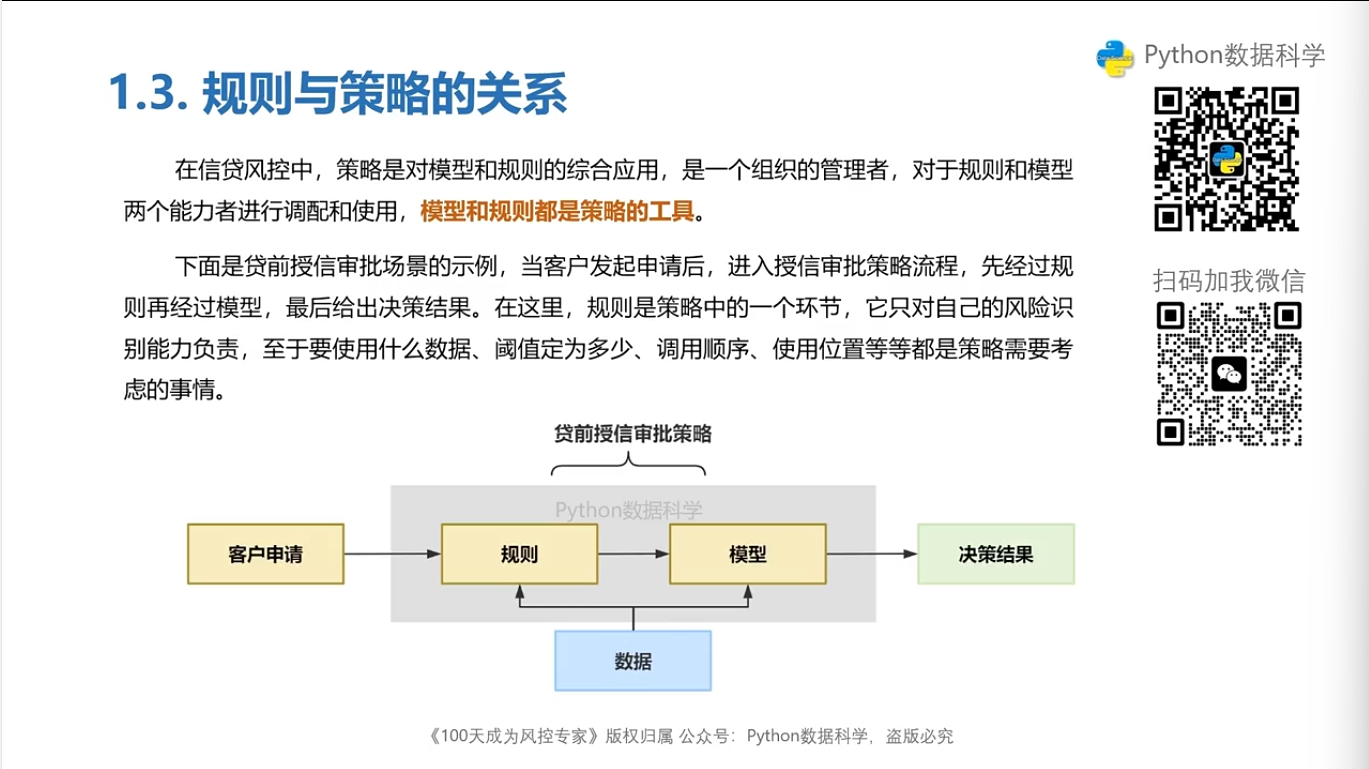 Python数据科学
1.3. 规则与策略的关系
在信贷风控中，策略是对模型和规则的综合应用，是一个组织的管理者，对于规则和模型
两个能力者进行调配和使用，模型和规则都是策略的工具。
下面是贷前授信审批场景的示例，当客户发起申请后，进入授信审批策略流程，先经过规
则再经过模型，最后给出决策结果。在这里，规则是策略中的一个环节，它只对自己的风险识
别能力负责，至于要使用什么数据、阈值定为多少、调用顺序、使用位置等等都是策略需要考
虑的事情。
扫码加我微信
贷前授信审批策略
Python数据科学
客户申请
规则
模型
决策结果
数据
《100天成为风控专家》版权归属 公众号：Python数据科学，盗版必究